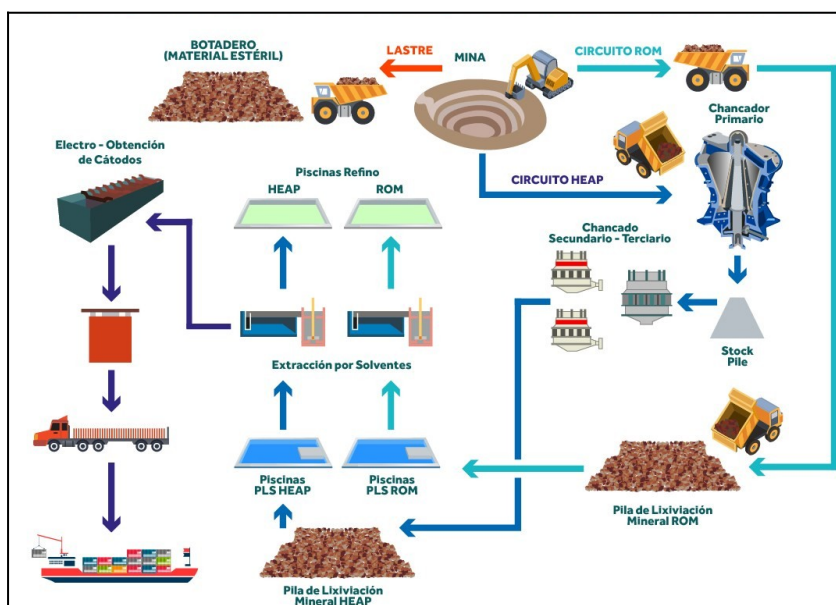 BOTADERO
(MATERIAL ESTÉRIL)
LASTRE
MINA
CIRCUITO ROM
Chancador
Primario
Electro - Obtención
de Cátodos
Piscinas Refino
HEAP
ROM
CIRCUITO HEAP
Chancado
Secundario - Terciario
Stock
Pile
Extracción por Solventes
Piscinas
PLS HEAP
Piscinas
PLS ROM
Pila de Lixiviación
Mineral ROM
Pila de Lixiviación
Mineral HEAP